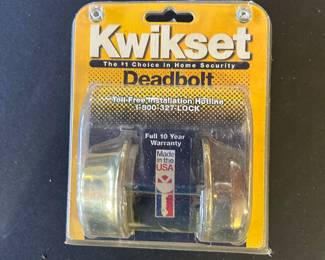 Kwikset
The #1 Choice in Home Security
Deadbolt
Toll-Free Installation Hotline
1-800-327-LOCK
Full 10 Year
Warranty
Made
in the
USA